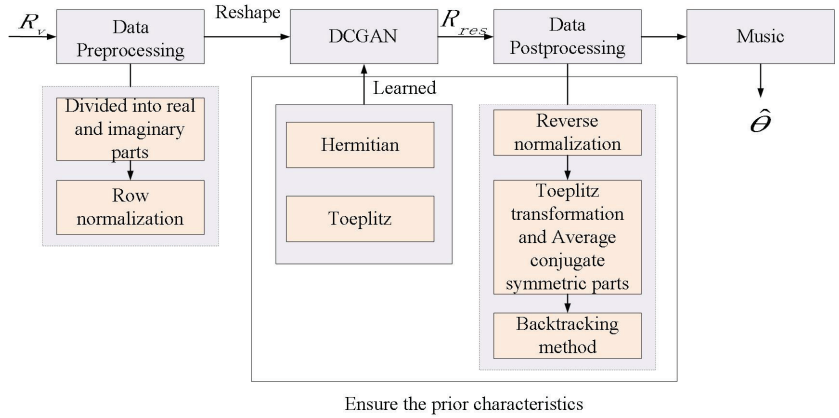 R_v
Data
Preprocessing
Reshape
DCGAN
R_res
Data
Postprocessing
Music
Learned
θ̂
Divided into real
and imaginary
parts
Row
normalization
Hermitian
Toeplitz
Reverse
normalization
Toeplitz
transformation
and Average
conjugate
symmetric parts
Backtracking
method
Ensure the prior characteristics